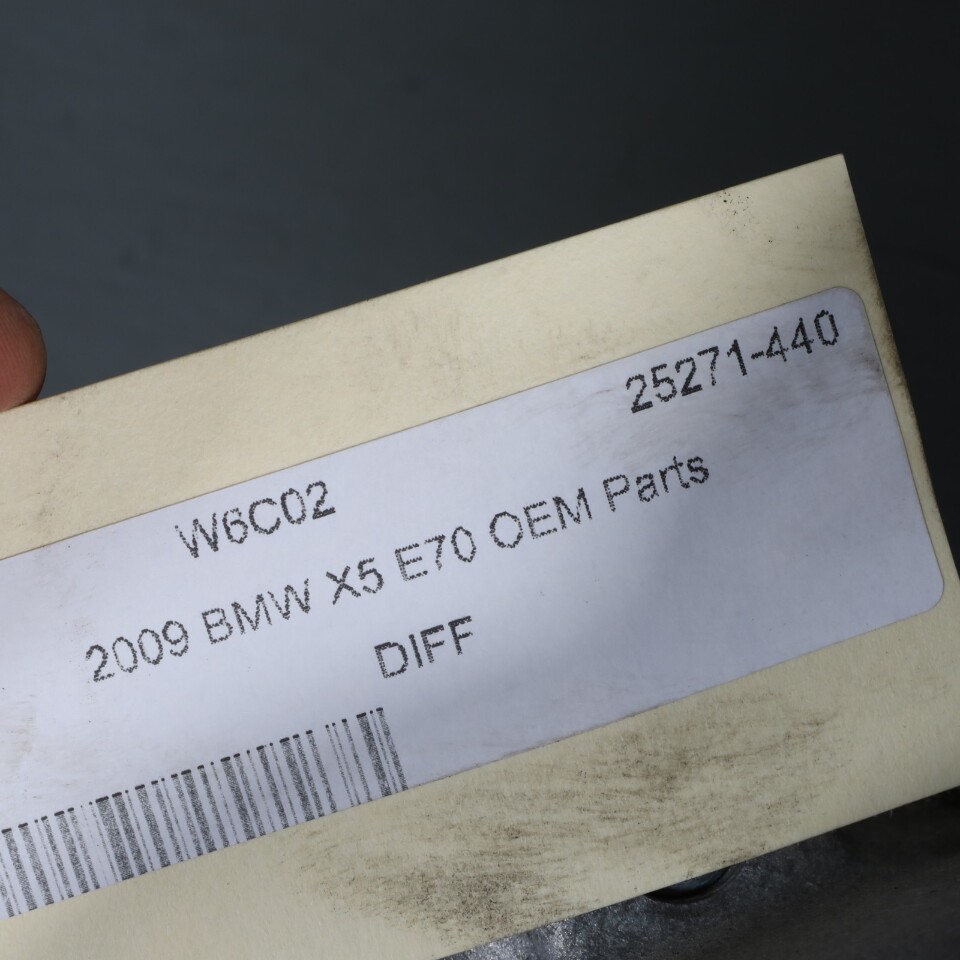 25271-440
W6C02
2009 BMW X5 E70 OEM Parts
DIFF